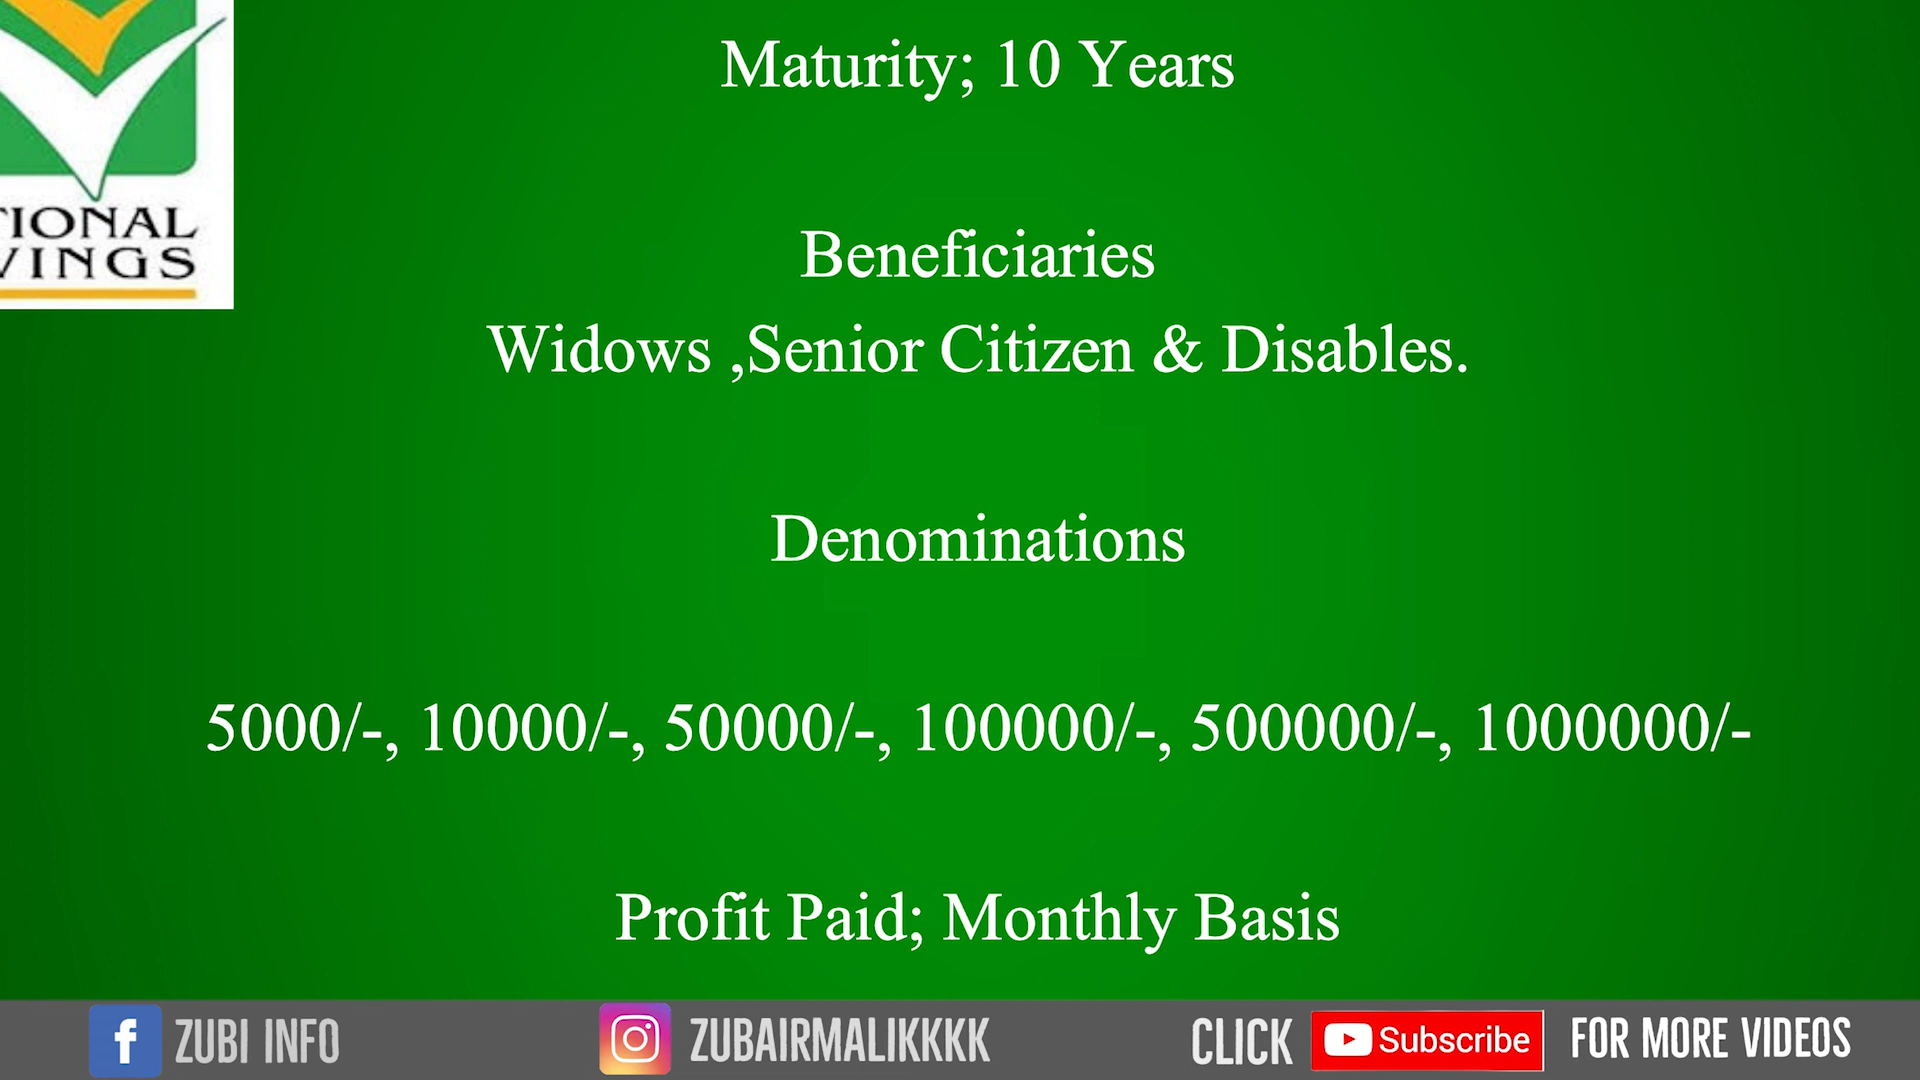 Maturity; 10 Years
TIONAL
VINGS
Beneficiaries
Widows ,Senior Citizen & Disables.
Denominations
5000/-, 10000/-, 50000/-, 100000/-, 500000/-, 1000000/-
Profit Paid; Monthly Basis
ZUBI INFO
ZUBAIRMALIKKKK
CLICK Subscribe FOR MORE VIDEOS